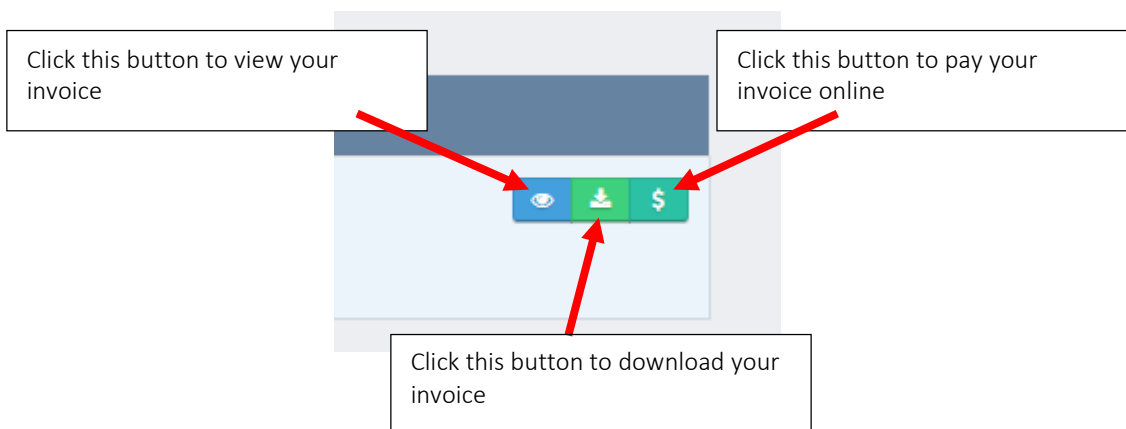 Click this button to view your
invoice
Click this button to pay your
invoice online
$
Click this button to download your
invoice